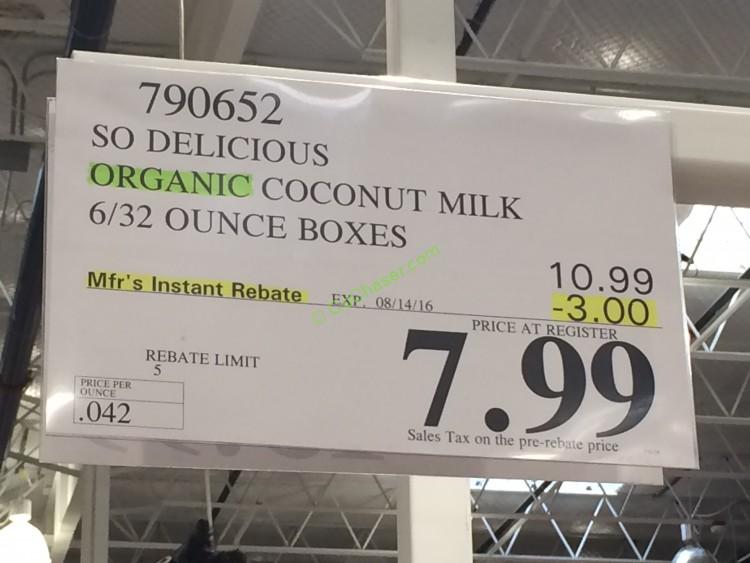 790652
SO DELICIOUS
ORGANIC COCONUT MILK
6/32 OUNCE BOXES
10.99
Mfr's Instant Rebate EXP. 08/14/16 -3.00
PRICE AT REGISTER
7.99
REBATE LIMIT
5
PRICE PER
OUNCE
.042
Sales Tax on the pre-rebate price